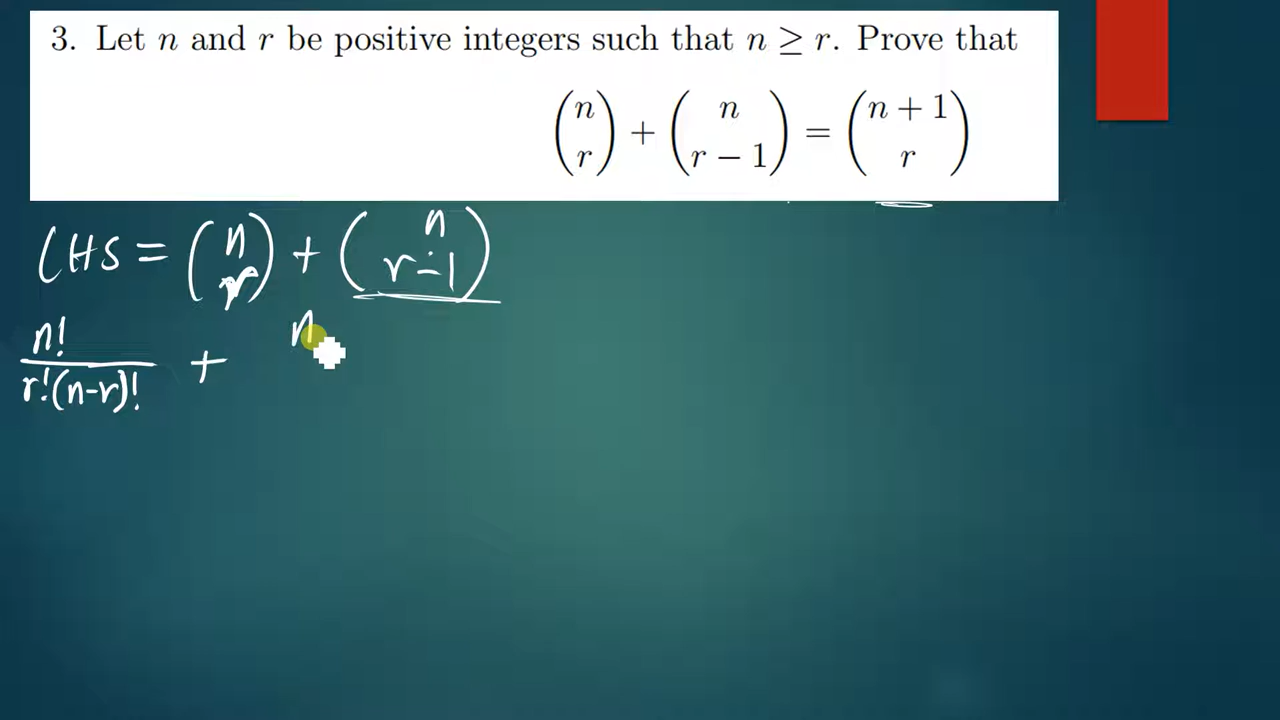 3. Let n and r be positive integers such that n ≥ r. Prove that
(n r) + (n r − 1) = (n + 1 r)
LHS = (n r) + (n r-1)
n!/r!(n-r)! + n